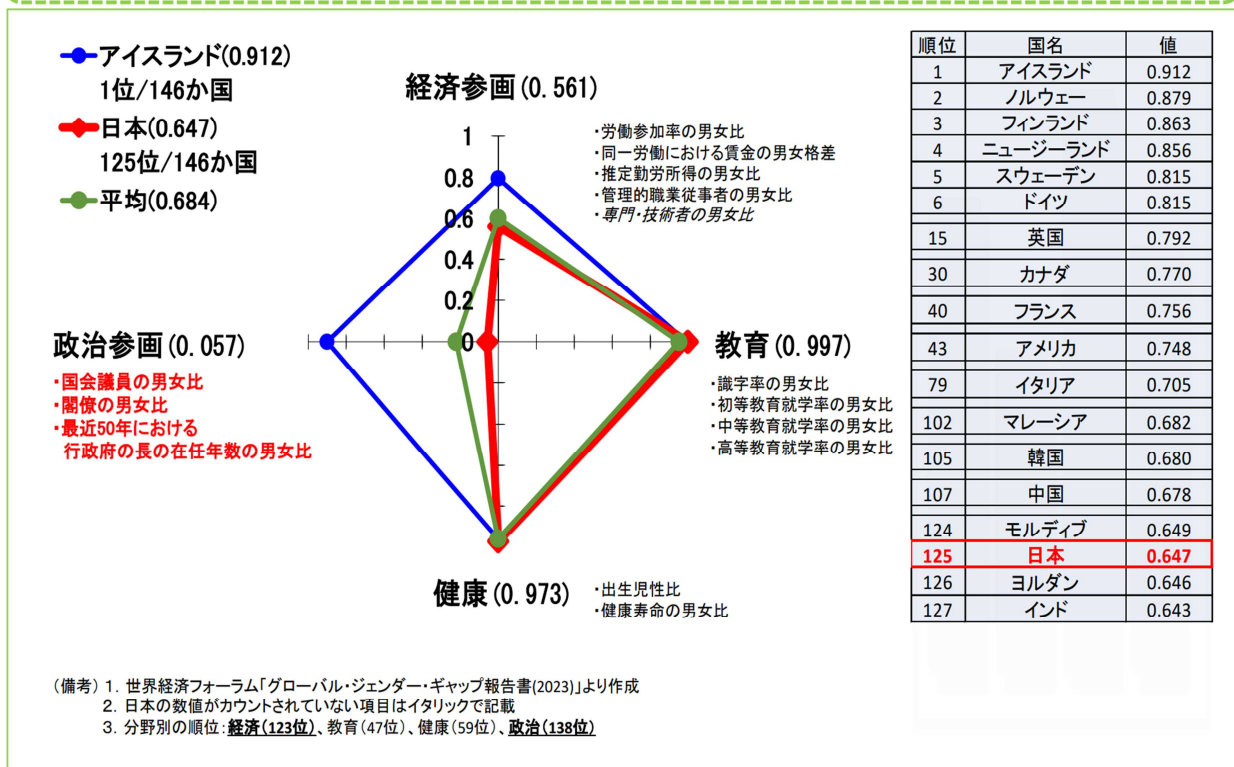 アイスランド(0.912)
1位/146か国
日本(0.647)
125位/146か国
平均(0.684)
経済参画(0.561)
・労働参加率の男女比
・同一労働における賃金の男女格差
・推定勤労所得の男女比
・管理的職業従事者の男女比
・専門・技術者の男女比
1
0.8
0.6
0.4
0.2
0
政治参画(0.057)
・国会議員の男女比
・閣僚の男女比
・最近50年における
行政府の長の在任年数の男女比
教育(0.997)
・識字率の男女比
・初等教育就学率の男女比
・中等教育就学率の男女比
・高等教育就学率の男女比
健康(0.973)
・出生児性比
・健康寿命の男女比
順位 国名 値
1 アイスランド 0.912
2 ノルウェー 0.879
3 フィンランド 0.863
4 ニュージーランド 0.856
5 スウェーデン 0.815
6 ドイツ 0.815
15 英国 0.792
30 カナダ 0.770
40 フランス 0.756
43 アメリカ 0.748
79 イタリア 0.705
102 マレーシア 0.682
105 韓国 0.680
107 中国 0.678
124 モルディブ 0.649
125 日本 0.647
126 ヨルダン 0.646
127 インド 0.643
(備考) 1. 世界経済フォーラム「グローバル・ジェンダー・ギャップ報告書(2023)」より作成
2. 日本の数値がカウントされていない項目はイタリックで記載
3. 分野別の順位:経済(123位)、教育(47位)、健康(59位)、政治(138位)